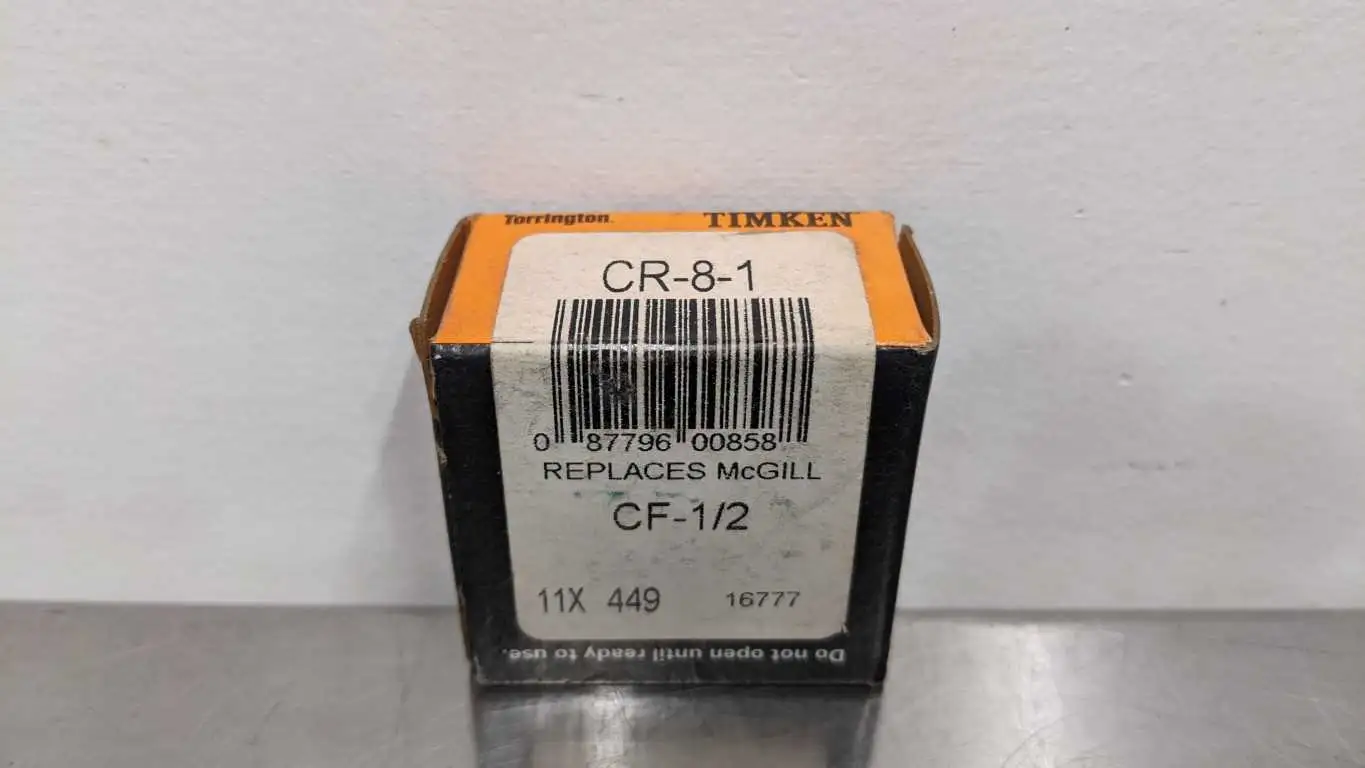 Torrington. TIMKEN
CR-8-1
0 87796 00858
REPLACES McGILL
CF-1/2
11X 449 16777
Do not open until ready to use.